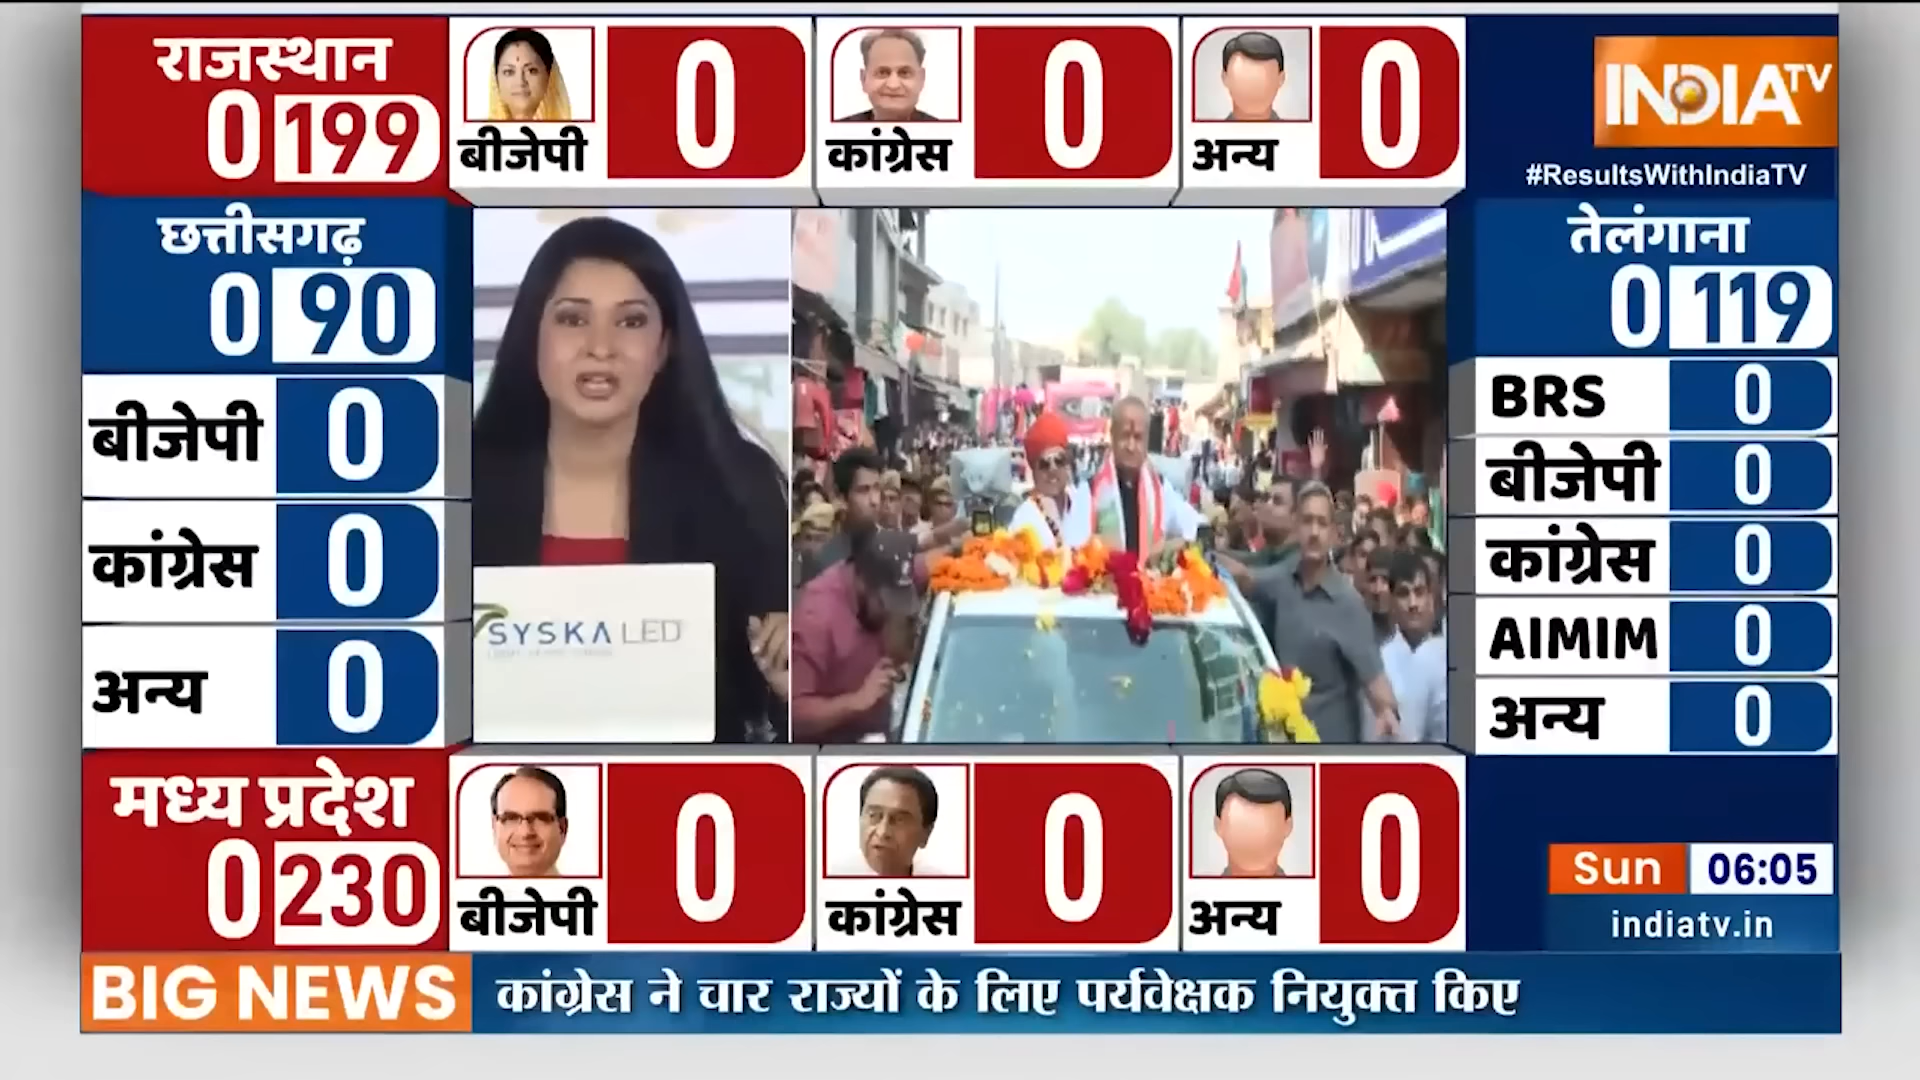 राजस्थान
0 199
बीजेपी 0
कांग्रेस 0
अन्य 0
INDIA TV
#ResultsWithIndiaTV
छत्तीसगढ़
0 90
बीजेपी 0
कांग्रेस 0
अन्य 0
SYSKA LED
तेलंगाना
0 119
BRS 0
बीजेपी 0
कांग्रेस 0
AIMIM 0
अन्य 0
मध्य प्रदेश
0 230
बीजेपी 0
कांग्रेस 0
अन्य 0
Sun 06:05
indiatv.in
BIG NEWS
कांग्रेस ने चार राज्यों के लिए पर्यवेक्षक नियुक्त किए